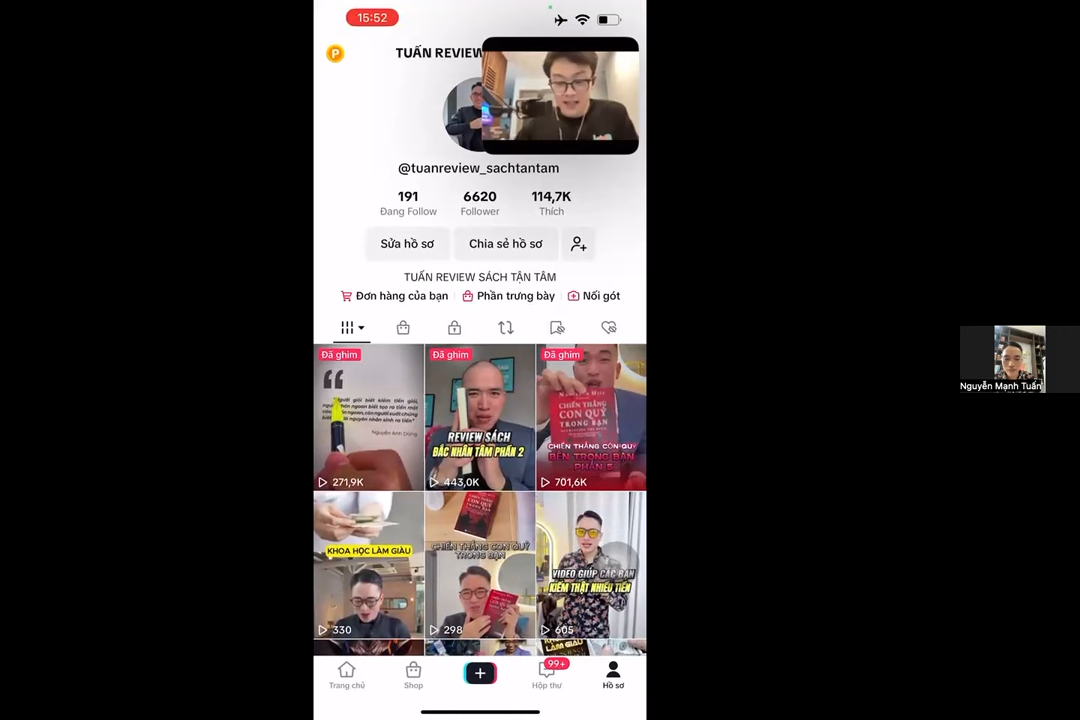 15:52
P
TUẤN REVIEW
@tuanreview_sachtantam
191
6620
114,7K
Đang Follow
Follower
Thích
Sửa hồ sơ
Chia sẻ hồ sơ
TUẤN REVIEW SÁCH TẬN TÂM
Đơn hàng của bạn
Phần trưng bày
Nối gót
Đã ghim
Đã ghim
Đã ghim
Nguyễn Anh Dũng
271,9K
REVIEW SÁCH
ĐẮC NHÂN TÂM PHẦN 2
443,0K
CHIẾN THẮNG
CON QUỶ
TRONG BẠN
CHIẾN THẮNG CON QUỶ
BÊN TRONG BẠN
PHẦN 5
701,6K
KHOA HỌC LÀM GIÀU
330
CHIẾN THẮNG CON QUỶ
TRONG BẠN
298
VIDEO GIÚP CÁC BẠN
KIẾM THẬT NHIỀU TIỀN
605
LÀM GIÀU
Trang chủ
Shop
99+
Hộp thư
Hồ sơ
Nguyễn Mạnh Tuấn